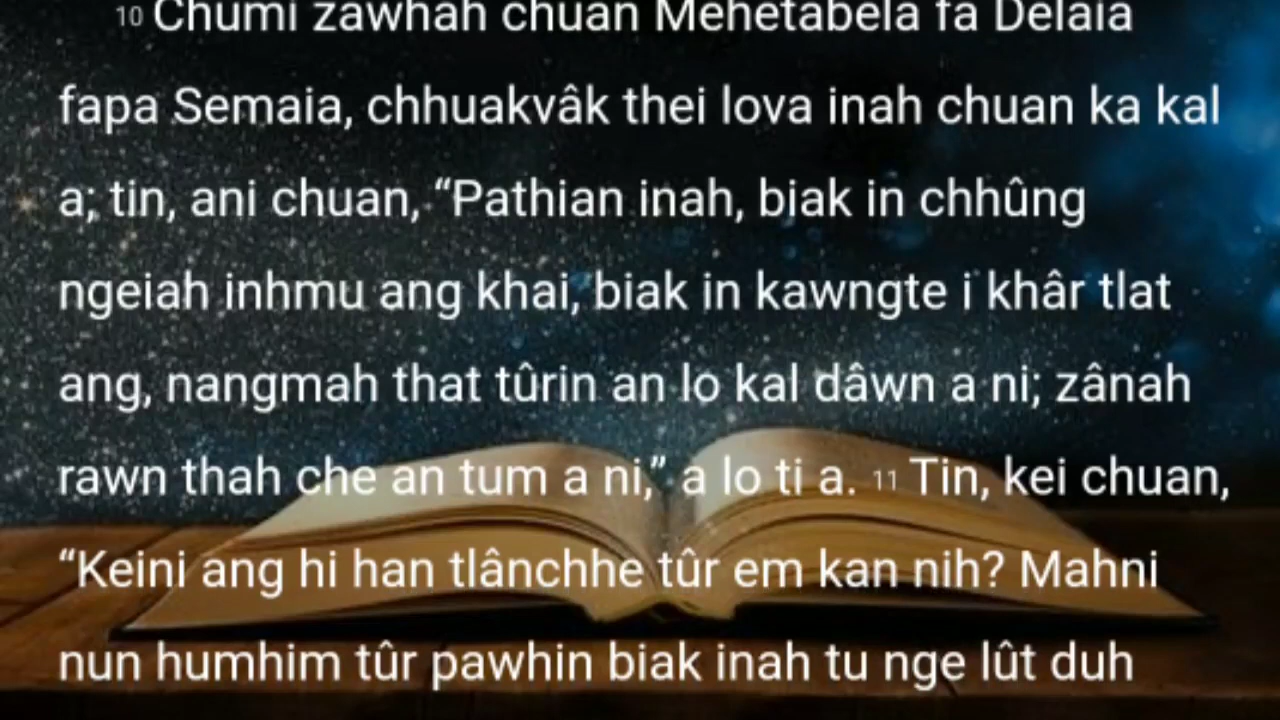 10 Chumi zawhah chuan Mehetabela fa Delaia
fapa Semaia, chhuakvâk thei lova inah chuan ka kal
a; tin, ani chuan, “Pathian inah, biak in chhûng
ngeiah inhmu ang khai, biak in kawngte i khâr tlat
ang, nangmah that tûrin an lo kal dâwn a ni; zânah
rawn thah che an tum a ni,” a lo ti a. 11 Tin, kei chuan,
“Keini ang hi han tlânchhe tûr em kan nih? Mahni
nun humhim tûr pawhin biak inah tu nge lût duh